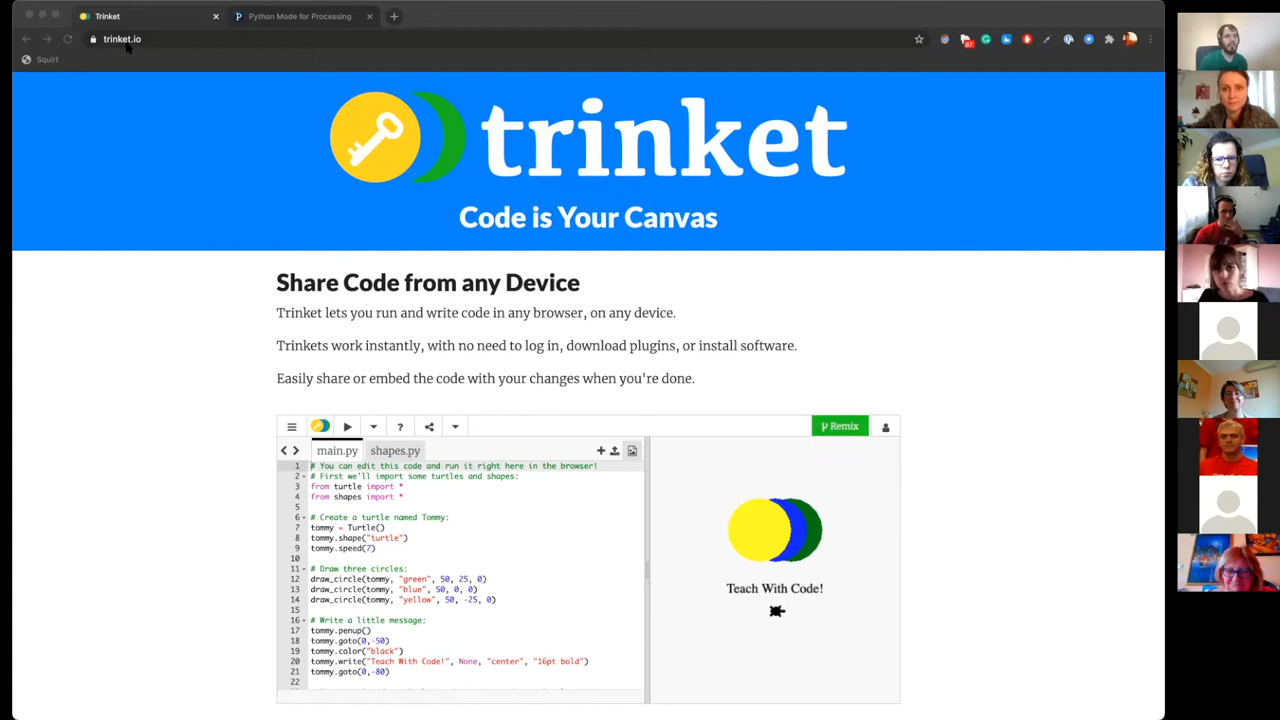 Trinket
Python Mode for Processing
trinket.io
67
Squirt
trinket
Code is Your Canvas
Share Code from any Device
Trinket lets you run and write code in any browser, on any device.
Trinkets work instantly, with no need to log in, download plugins, or install software.
Easily share or embed the code with your changes when you're done.
Remix
main.py
shapes.py
1 # You can edit this code and run it right here in the browser!
2 # First we'll import some turtles and shapes:
3 from turtle import *
4 from shapes import *
5
6 # Create a turtle named Tommy:
7 tommy = Turtle()
8 tommy.shape("turtle")
9 tommy.speed(7)
10
11 # Draw three circles:
12 draw_circle(tommy, "green", 50, 25, 0)
13 draw_circle(tommy, "blue", 50, 0, 0)
14 draw_circle(tommy, "yellow", 50, -25, 0)
15
16 # Write a little message:
17 tommy.penup()
18 tommy.goto(0,-50)
19 tommy.color("black")
20 tommy.write("Teach With Code!", None, "center", "16pt bold")
21 tommy.goto(0,-80)
22
Teach With Code!